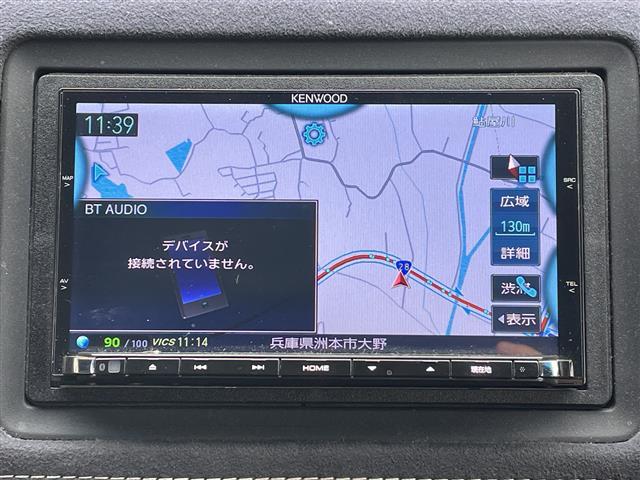 KENWOOD
11:39
鮎屋川
MAP
SRC
広域
130m
詳細
BT AUDIO
デバイスが
接続されていません。
28
AV
TEL
渋滞
表示
90 / 100 VICS 11:14
兵庫県洲本市大野
HOME
現在地